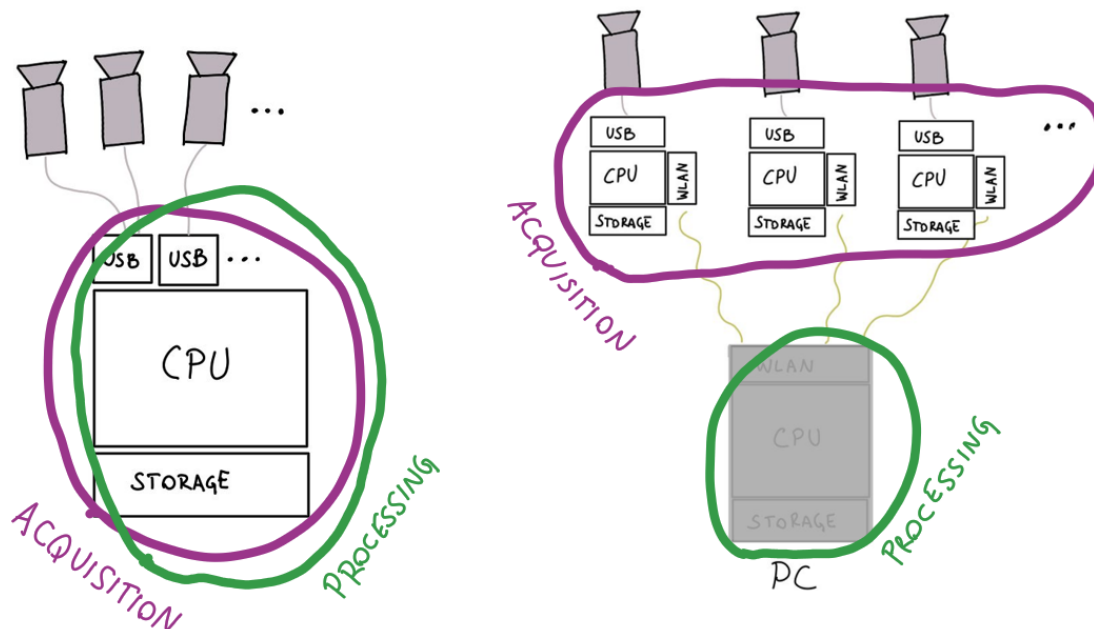 ...
USB
USB
...
CPU
STORAGE
ACQUISITION
PROCESSING
...
USB
USB
USB
CPU
WLAN
CPU
WLAN
CPU
WLAN
STORAGE
STORAGE
STORAGE
ACQUISITION
WLAN
CPU
STORAGE
PROCESSING
PC